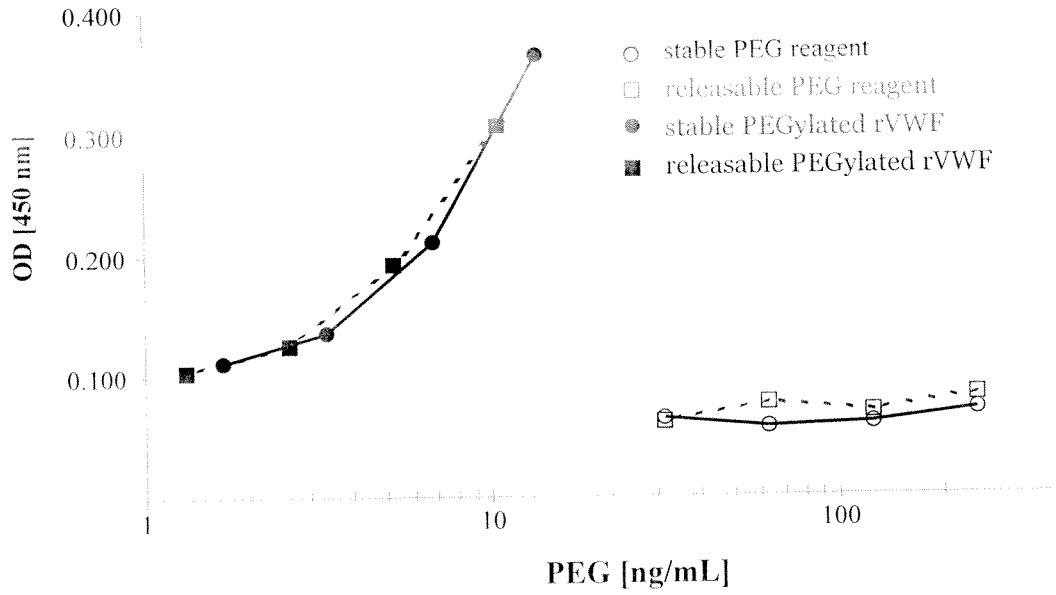 0.400
0.300
0.200
0.100
OD [450 nm]
stable PEG reagent
releasable PEG reagent
stable PEGylated rVWF
releasable PEGylated rVWF
1
10
100
PEG [ng/mL]